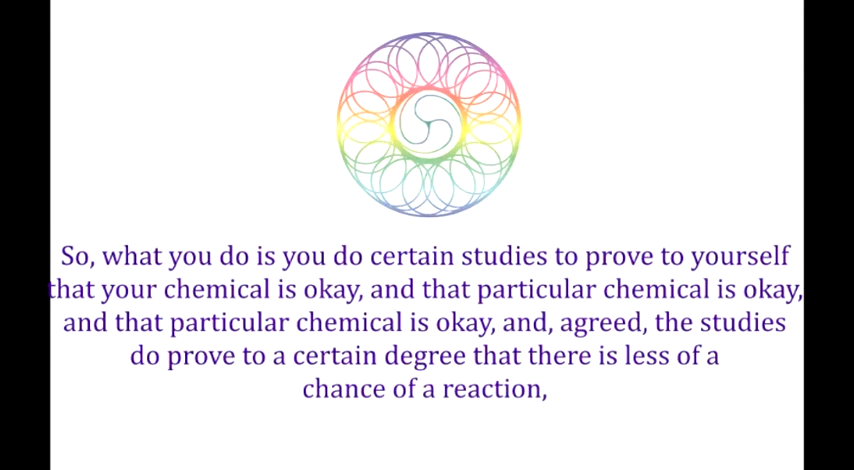 So, what you do is you do certain studies to prove to yourself
that your chemical is okay, and that particular chemical is okay,
and that particular chemical is okay, and, agreed, the studies
do prove to a certain degree that there is less of a
chance of a reaction,